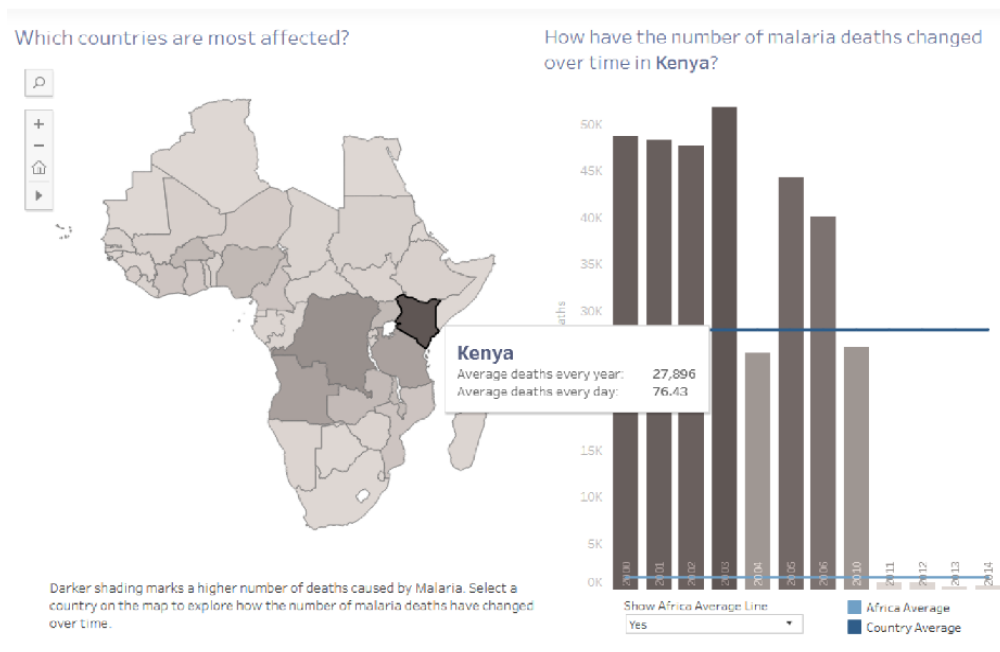 Which countries are most affected?
How have the number of malaria deaths changed
over time in Kenya?
+
−
50K
45K
40K
35K
30K
aths
Kenya
Average deaths every year: 27,896
Average deaths every day: 76.43
15K
10K
5K
0K
2000
2001
2002
2003
2004
2005
2006
2010
2011
2012
2013
2014
Darker shading marks a higher number of deaths caused by Malaria. Select a
country on the map to explore how the number of malaria deaths have changed
over time.
Show Africa Average Line
Yes
Africa Average
Country Average